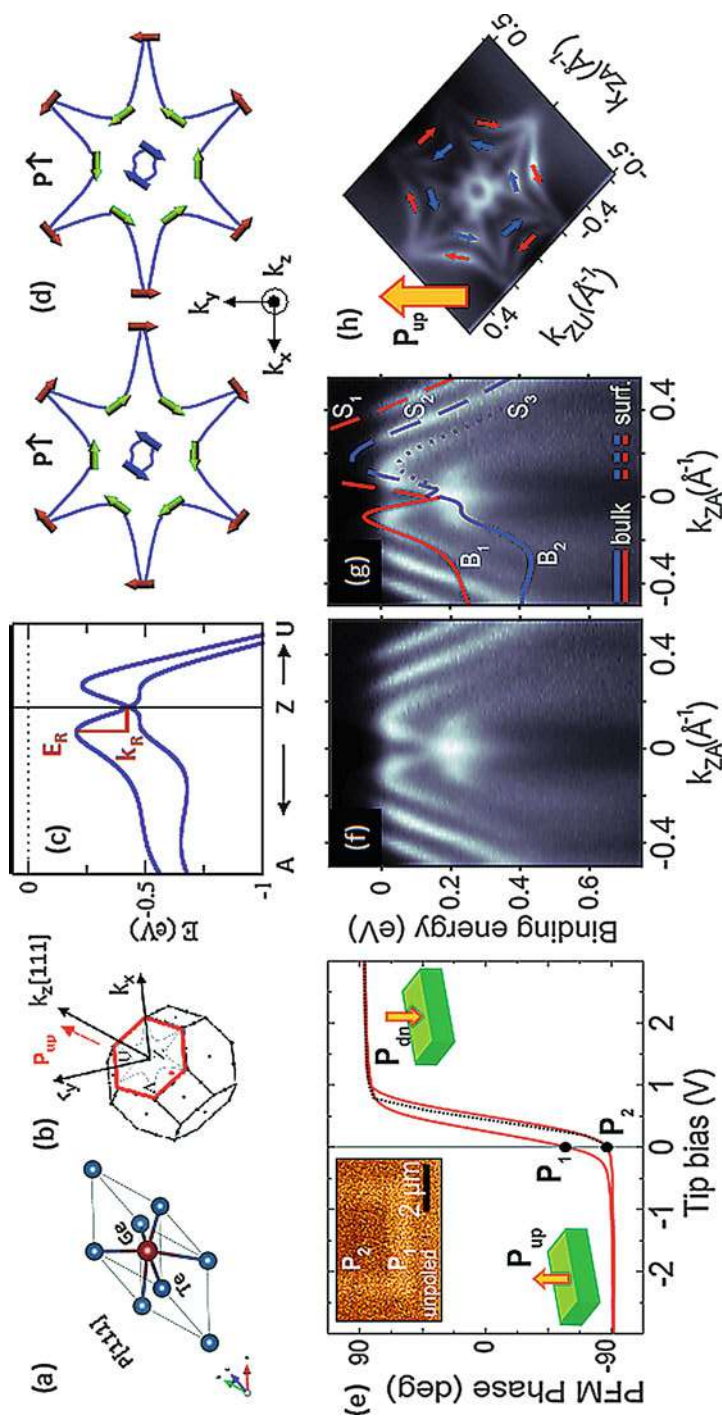 (a)
Ge
Te
P[111]
(b)
P_up
k_z[111]
k_x
U
Z
A
(c)
0
-0.5
-1
E (eV)
E_R
k_R
A
Z
U
P↑
(d)
P↑
k_y
k_x
k_z
(e)
90
0
-90
PFM Phase (deg)
-2
-1
0
1
2
Tip bias (V)
P_2
P_1
unpoled
2 μm
P_dn
P_up
P_1
P_2
(f)
0
0.2
0.4
0.6
Binding energy (eV)
-0.4
0
0.4
k_ZA(Å⁻¹)
(g)
S_1
S_2
S_3
B_1
B_2
bulk
surf.
-0.4
0
0.4
k_ZA(Å⁻¹)
(h)
P_up
0.4
-0.4
k_ZU(Å⁻¹)
-0.5
0.5
k_ZA(Å⁻¹)